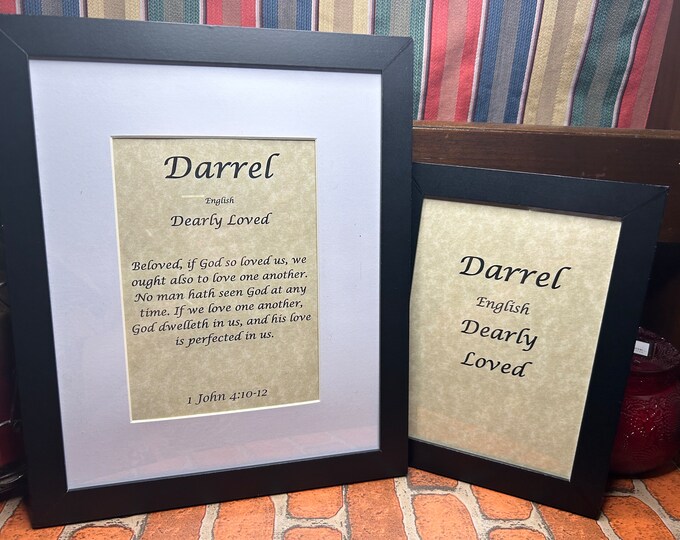 Darrel
English
Dearly Loved
Beloved, if God so loved us, we
ought also to love one another.
No man hath seen God at any
time. If we love one another,
God dwelleth in us, and his love
is perfected in us.
1 John 4:10-12
Darrel
English
Dearly
Loved